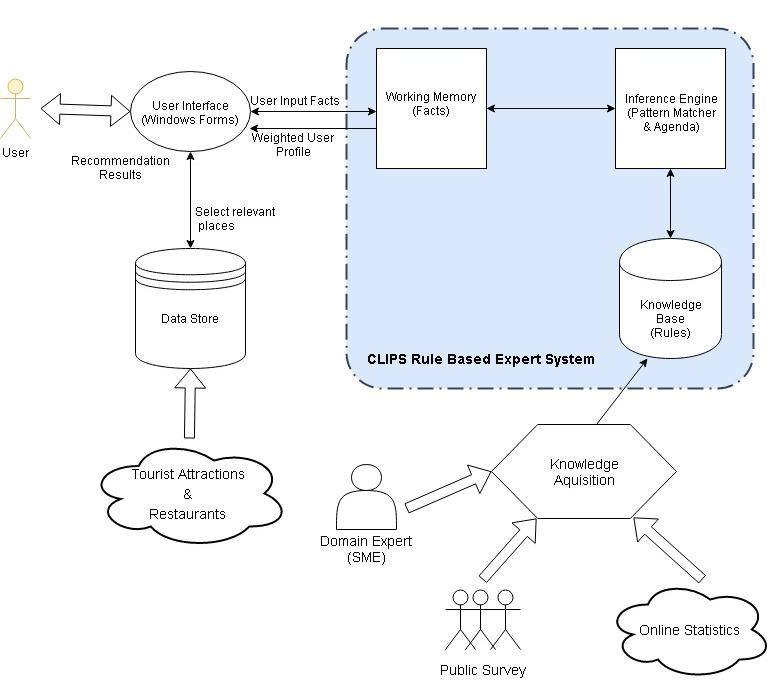 User
User Interface
(Windows Forms)
User Input Facts
Weighted User
Profile
Recommendation
Results
Working Memory
(Facts)
Inference Engine
(Pattern Matcher
& Agenda)
Select relevant
places
Data Store
Knowledge
Base
(Rules)
CLIPS Rule Based Expert System
Tourist Attractions
&
Restaurants
Knowledge
Aquisition
Domain Expert
(SME)
Public Survey
Online Statistics